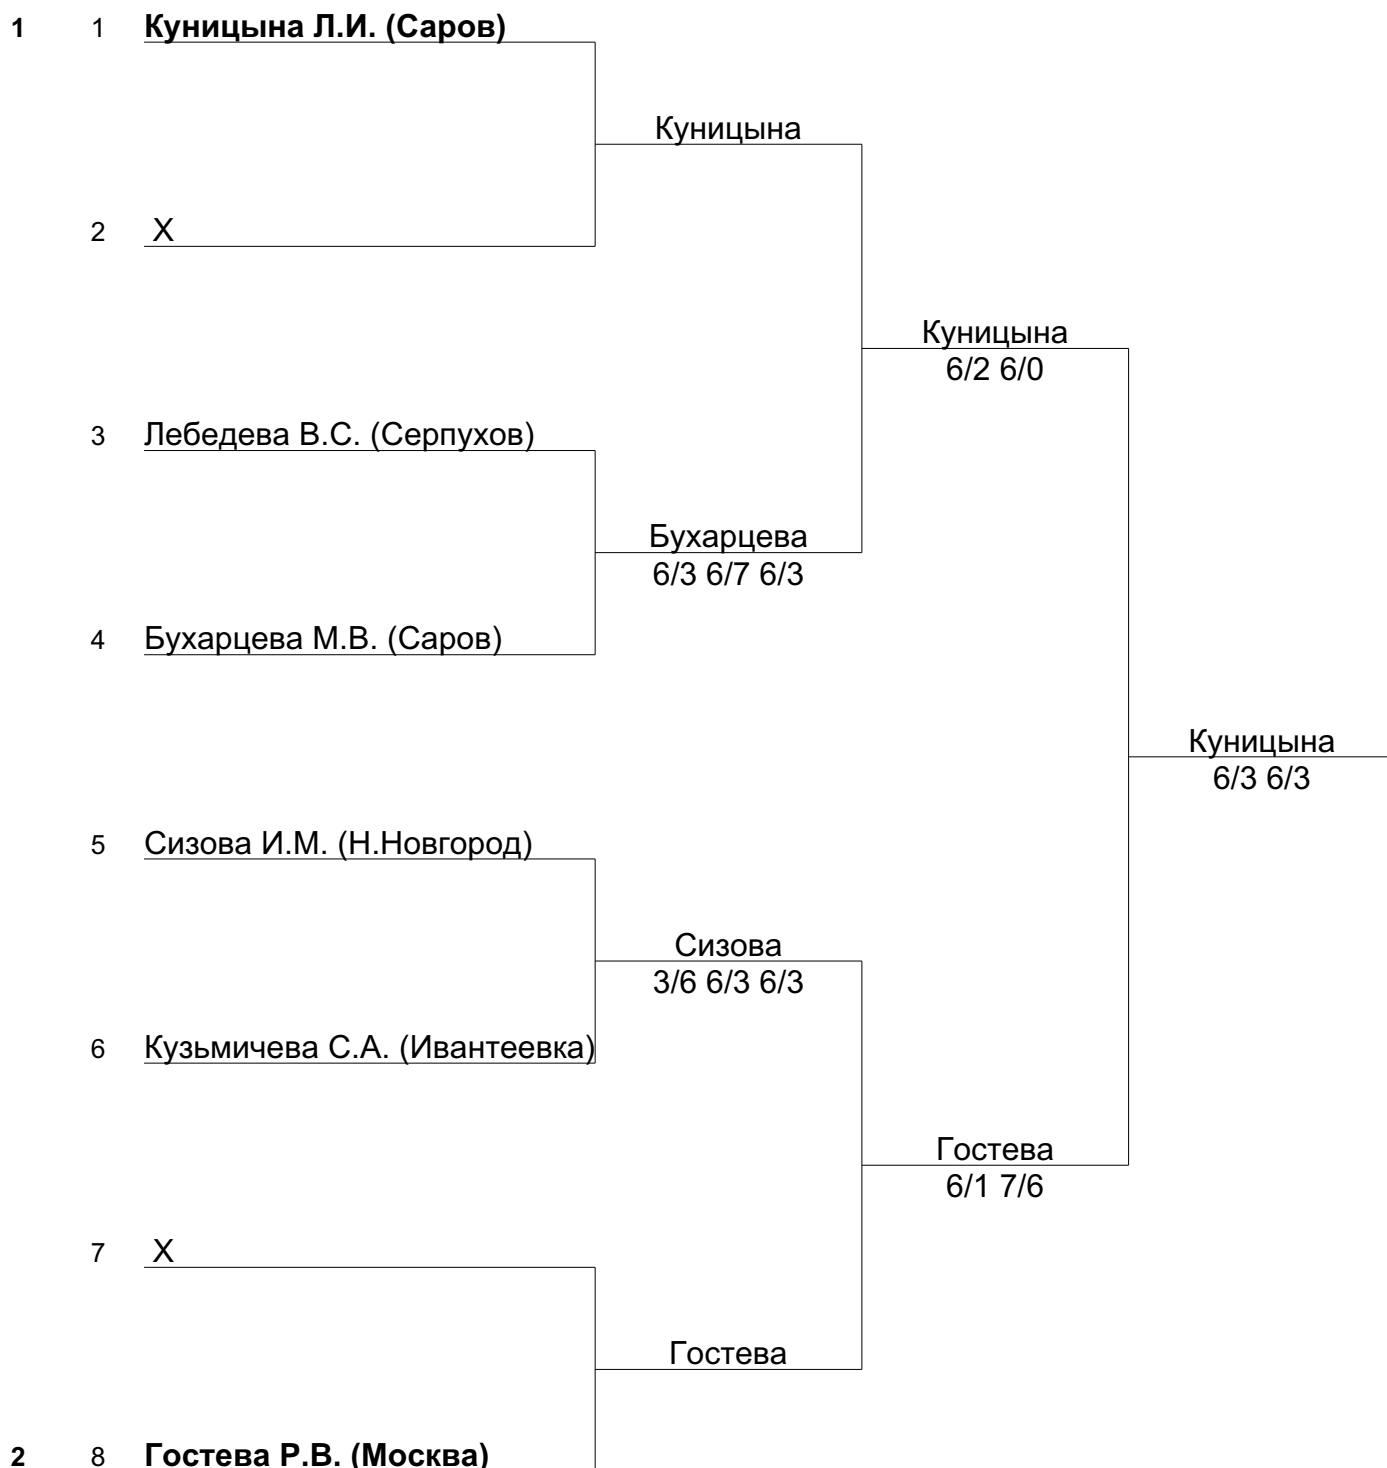 1 1 Куницына Л.И. (Саров)
Куницына
2 X
Куницына
6/2 6/0
3 Лебедева В.С. (Серпухов)
Бухарцева
6/3 6/7 6/3
4 Бухарцева М.В. (Саров)
Куницына
6/3 6/3
5 Сизова И.М. (Н.Новгород)
Сизова
3/6 6/3 6/3
6 Кузьмичева С.А. (Ивантеевка)
Гостева
6/1 7/6
7 X
Гостева
2 8 Гостева Р.В. (Москва)